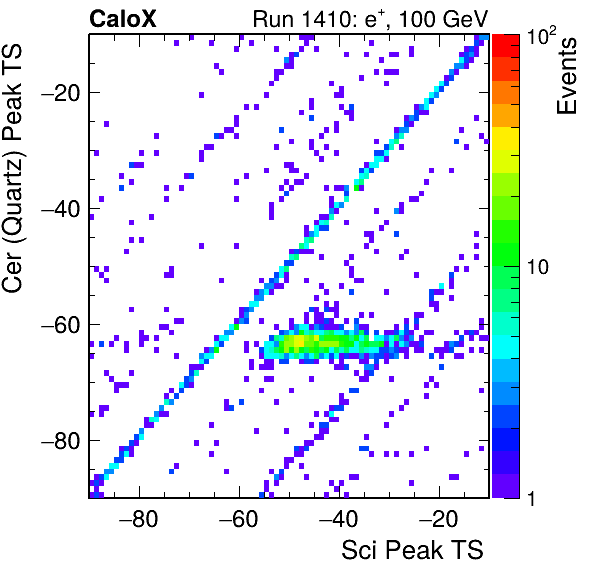 CaloX Run 1410: e⁺, 100 GeV
Cer (Quartz) Peak TS
−20
−40
−60
−80
−80 −60 −40 −20
Sci Peak TS
10²
10
1
Events